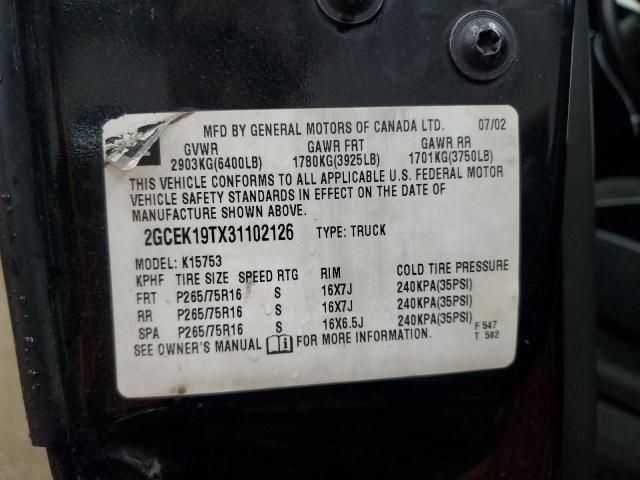 MFD BY GENERAL MOTORS OF CANADA LTD. 07/02
GVWR GAWR FRT GAWR RR
2903KG(6400LB) 1780KG(3925LB) 1701KG(3750LB)
THIS VEHICLE CONFORMS TO ALL APPLICABLE U.S. FEDERAL MOTOR
VEHICLE SAFETY STANDARDS IN EFFECT ON THE DATE OF
MANUFACTURE SHOWN ABOVE.
2GCEK19TX31102126 TYPE: TRUCK
MODEL: K15753
KPHF TIRE SIZE SPEED RTG RIM COLD TIRE PRESSURE
FRT P265/75R16 S 16X7J 240KPA(35PSI)
RR P265/75R16 S 16X7J 240KPA(35PSI)
SPA P265/75R16 S 16X6.5J 240KPA(35PSI)
SEE OWNER'S MANUAL i FOR MORE INFORMATION.
F 547
T 582